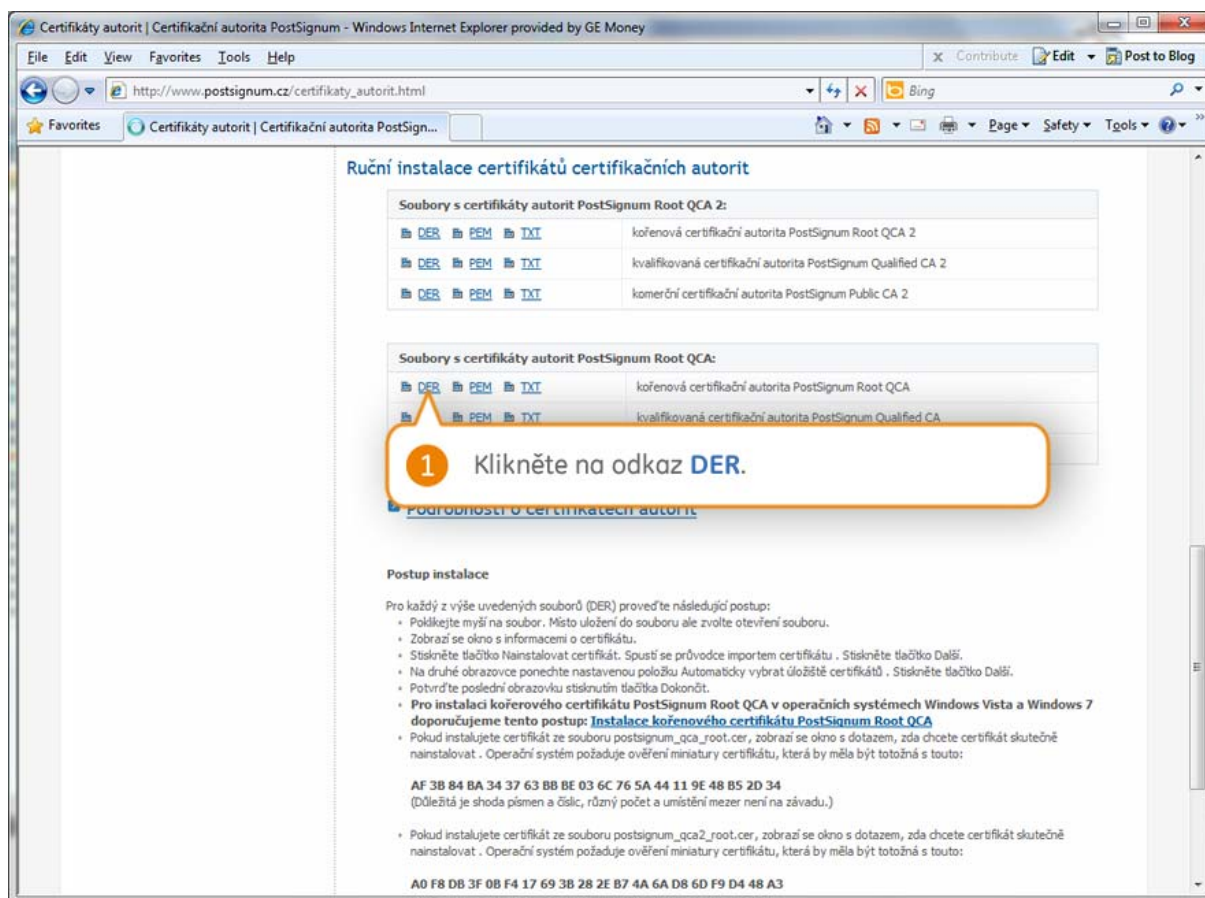 Certifikáty autorit | Certifikační autorita PostSignum - Windows Internet Explorer provided by GE Money
File Edit View Favorites Tools Help
x Contribute Edit Post to Blog
http://www.postsignum.cz/certifikaty_autorit.html
Bing
Favorites
Certifikáty autorit | Certifikační autorita PostSign...
Page Safety Tools
Ruční instalace certifikátů certifikačních autorit
Soubory s certifikáty autorit PostSignum Root QCA 2:
DER PEM TXT kořenová certifikační autorita PostSignum Root QCA 2
DER PEM TXT kvalifikovaná certifikační autorita PostSignum Qualified CA 2
DER PEM TXT komerční certifikační autorita PostSignum Public CA 2
Soubory s certifikáty autorit PostSignum Root QCA:
DER PEM TXT kořenová certifikační autorita PostSignum Root QCA
PEM TXT kvalifikovaná certifikační autorita PostSignum Qualified CA
1 Klikněte na odkaz DER.
Podrobnosti o certifikátech autorit
Postup instalace
Pro každý z výše uvedených souborů (DER) proveďte následující postup:
• Poklikejte myší na soubor. Místo uložení do souboru ale zvolte otevření souboru.
• Zobrazí se okno s informacemi o certifikátu.
• Stiskněte tlačítko Nainstalovat certifikát. Spustí se průvodce importem certifikátu . Stiskněte tlačítko Další.
• Na druhé obrazovce ponechte nastavenou položku Automaticky vybrat úložiště certifikátů . Stiskněte tlačítko Další.
• Potvrďte poslední obrazovku stisknutím tlačítka Dokončit.
• Pro instalaci kořerového certifikátu PostSignum Root QCA v operačních systémech Windows Vista a Windows 7
doporučujeme tento postup: Instalace kořenového certifikátu PostSignum Root QCA
• Pokud instalujete certifikát ze souboru postsignum_qca_root.cer, zobrazí se okno s dotazem, zda chcete certifikát skutečně
nainstalovat . Operační systém požaduje ověření miniatury certifikátu, která by měla být totožná s touto:
AF 3B 84 BA 34 37 63 BB BE 03 6C 76 5A 44 11 9E 48 B5 2D 34
(Důležitá je shoda písmen a číslic, různý počet a umístění mezer není na závadu.)
• Pokud instalujete certifikát ze souboru postsignum_qca2_root.cer, zobrazí se okno s dotazem, zda chcete certifikát skutečně
nainstalovat . Operační systém požaduje ověření miniatury certifikátu, která by měla být totožná s touto:
A0 F8 DB 3F 0B F4 17 69 3B 28 2E B7 4A 6A D8 6D F9 D4 48 A3